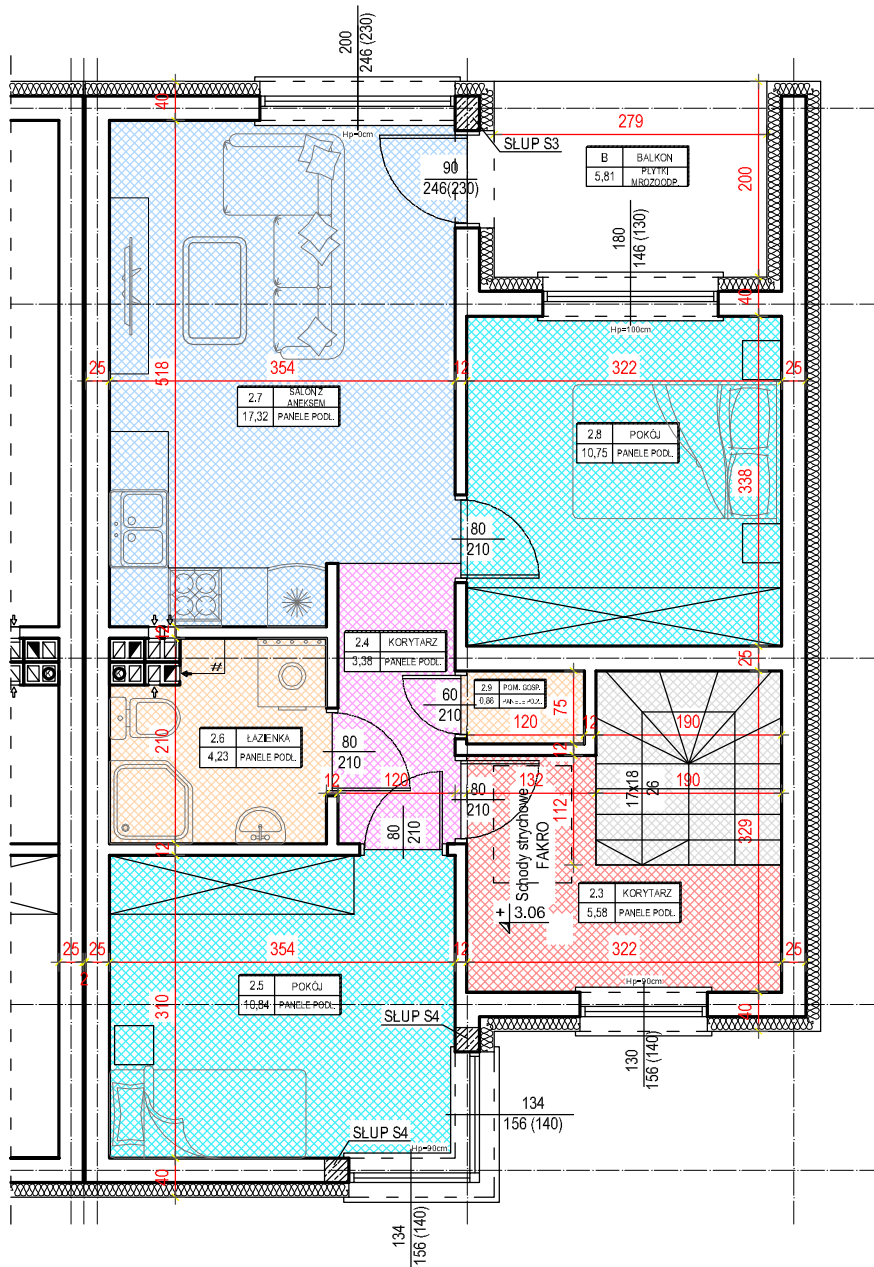 200
246 (230)
40
Hp=0cm
SŁUP S3
279
B BALKON
5,81 PŁYTKI MROZOODP.
200
90
246(230)
180
146 (130)
40
Hp=100cm
25
518
354
12
322
25
2.7 SALON Z ANEKSEM
17,32 PANELE PODŁ.
2.8 POKÓJ
10,75 PANELE PODŁ.
338
80
210
12
2.4 KORYTARZ
3,38 PANELE PODŁ.
25
2.9 POM. GOSP.
0,86
60
210
120
75
12
190
2.6 ŁAZIENKA
4,23 PANELE PODŁ.
210
80
210
12
12
120
80
210
132
190
112
17x18
26
80
210
Schody strychowe
FAKRO
329
12
2.3 KORYTARZ
5,58 PANELE PODŁ.
+ 3.06
25
25
2
354
12
322
25
2.5 POKÓJ
10,84 PANELE PODŁ.
310
Hp=90cm
40
SŁUP S4
130
156 (140)
134
156 (140)
SŁUP S4
Hp=90cm
40
134
156 (140)